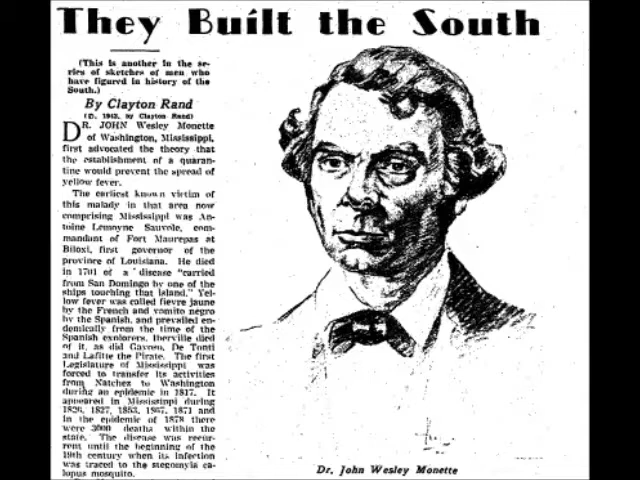 They Built the South
(This is another in the se-
ries of sketches of men who
have figured in history of the
South.)
By Clayton Rand
1942, by Clayton Rand)
DR. JOHN Wesley Monette
of Washington, Mississippi,
first advocated the theory that
the establishment of a quaran-
tine would prevent the spread of
yellow fever.
The earliest known victim of
this malady in that area now
comprising Mississippi was An-
toine Lemoyne Sauvole, com-
mandant of Fort Maurepas at
Biloxi, first governor of the
province of Louisiana. He died
in 1701 of a disease "carried
from San Domingo by one of the
ships touching that island." Yel-
low fever was called fievre jaune
by the French and vomito negro
by the Spanish, and prevailed en-
demically from the time of the
Spanish explorers. Iberville died
of it, as did De Tonti
and Lafitte the Pirate. The first
Legislature of Mississippi was
forced to transfer its activities
from Natchez to Washington
during an epidemic in 1817. It
appeared in Mississippi during
1827, 1853, 1871 and
in the epidemic of 1878 there
were 3000 deaths within the
state. The disease was recur-
rent until the beginning of the
19th century when its infection
was traced to the stegomyia ca-
lopus mosquito.
Dr. John Wesley Monette